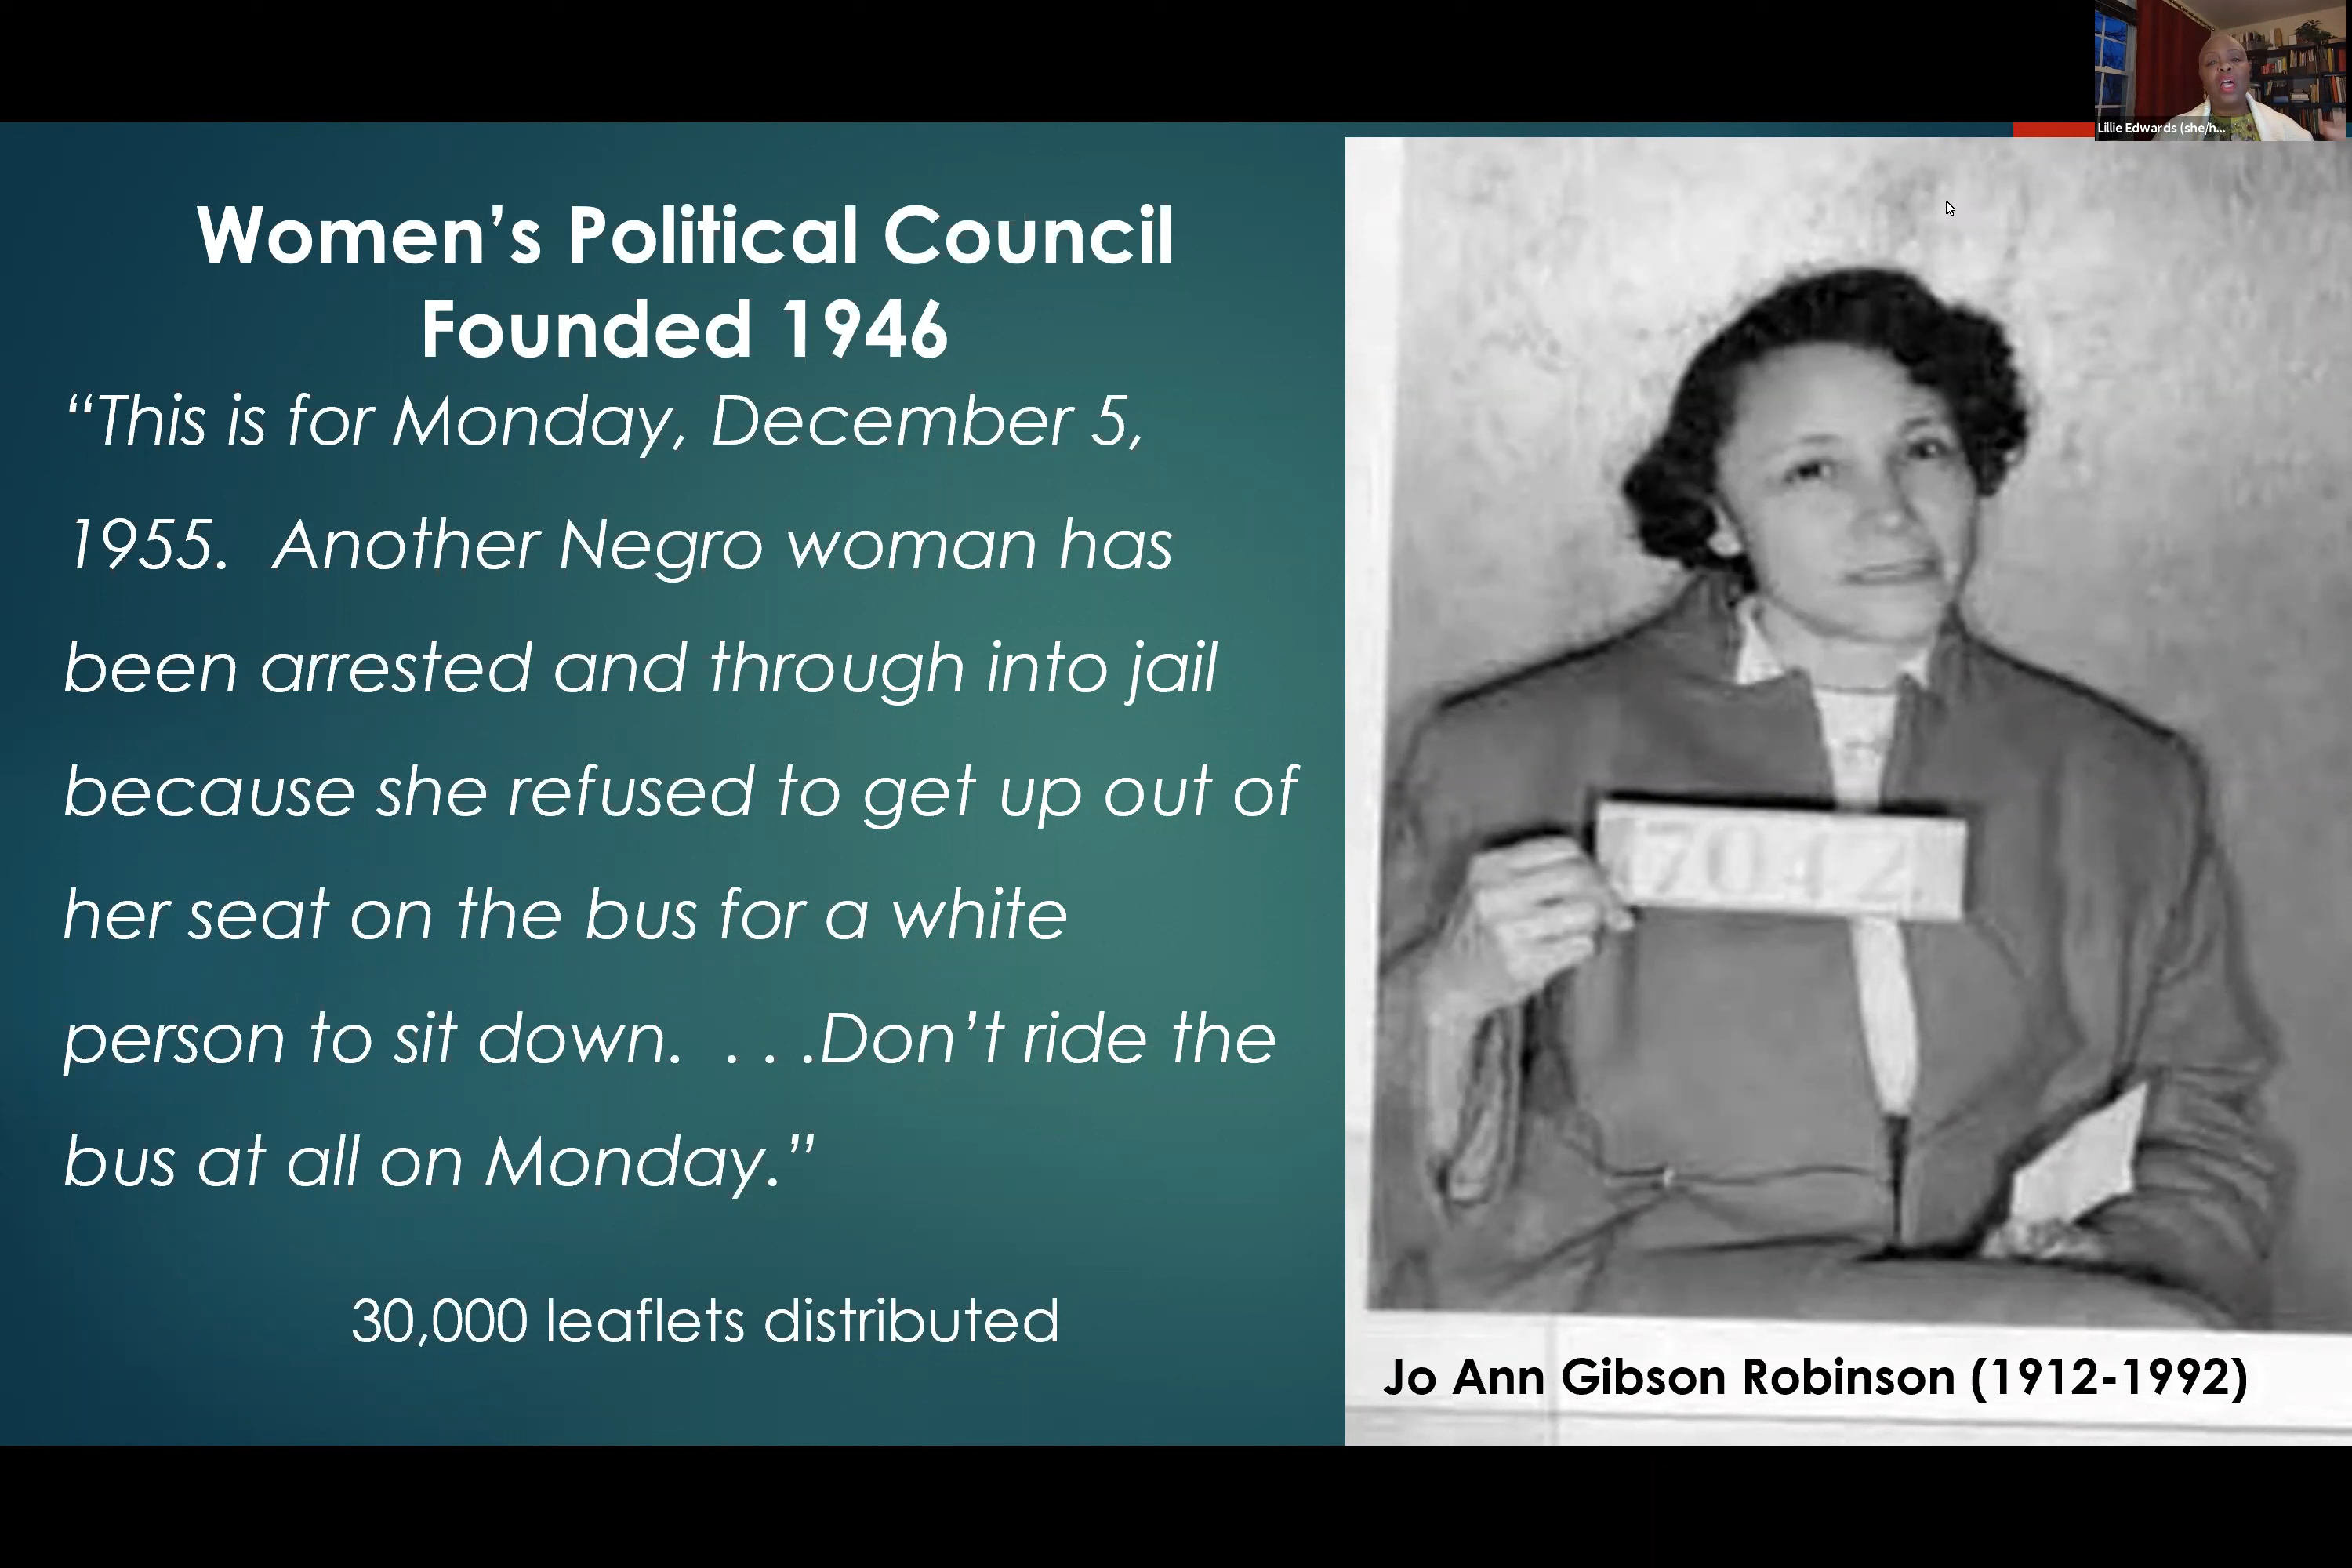 Lillie Edwards (she/h...
Women’s Political Council
Founded 1946
“This is for Monday, December 5,
1955.  Another Negro woman has
been arrested and through into jail
because she refused to get up out of
her seat on the bus for a white
person to sit down.  . . .Don’t ride the
bus at all on Monday.”
30,000 leaflets distributed
7042
Jo Ann Gibson Robinson (1912-1992)